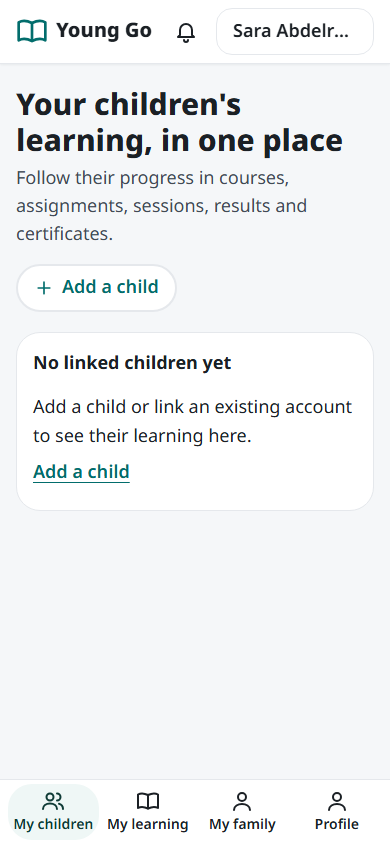 Young Go
Sara Abdelr...
Your children's
learning, in one place
Follow their progress in courses,
assignments, sessions, results and
certificates.
+ Add a child
No linked children yet
Add a child or link an existing account
to see their learning here.
Add a child
My children
My learning
My family
Profile